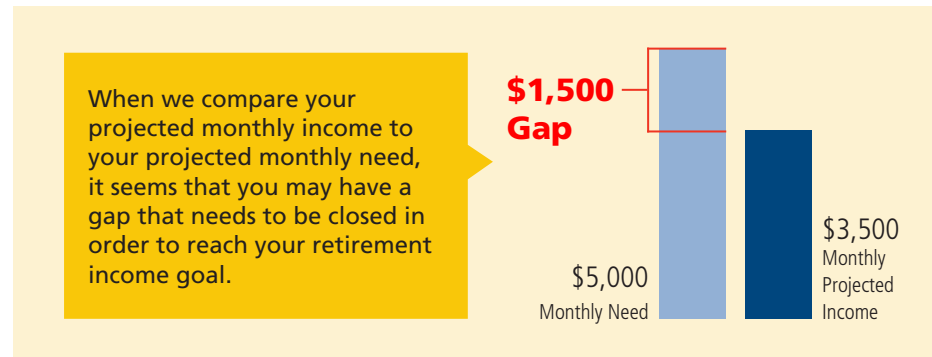 When we compare your
projected monthly income to
your projected monthly need,
it seems that you may have a
gap that needs to be closed in
order to reach your retirement
income goal.
$1,500
Gap
$5,000
Monthly Need
$3,500
Monthly
Projected
Income